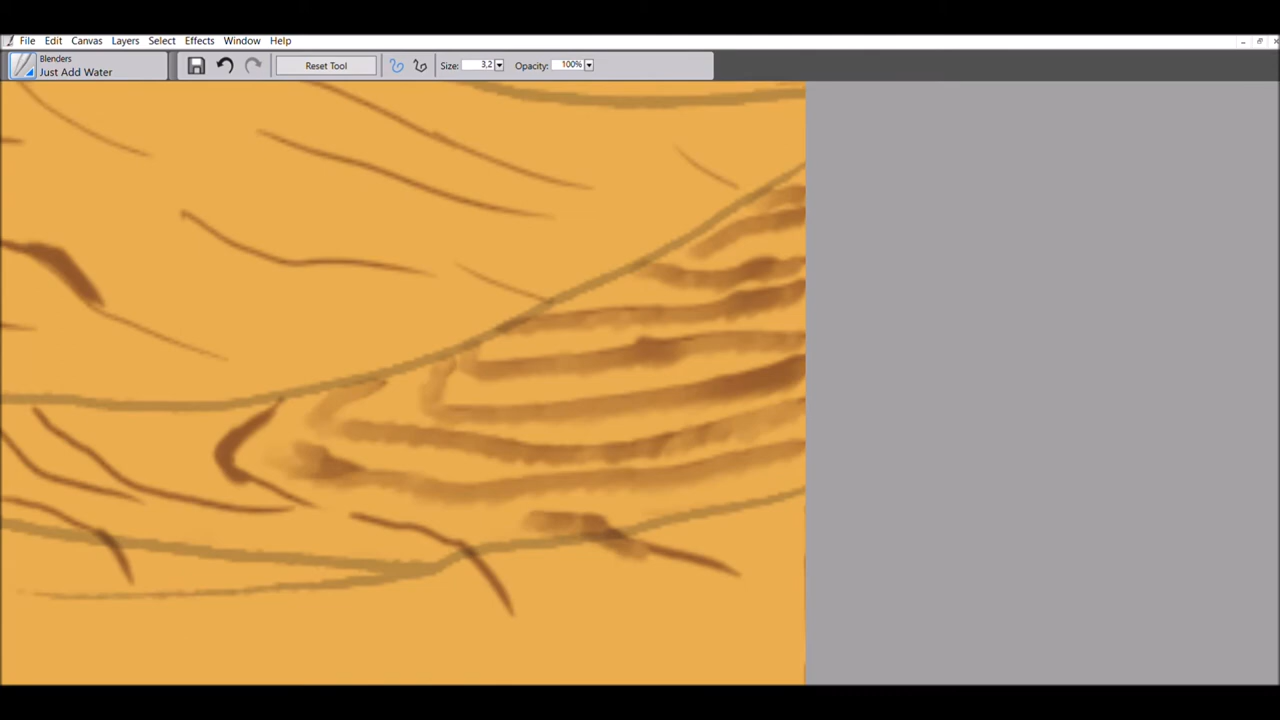 File Edit Canvas Layers Select Effects Window Help
Blenders
Just Add Water
Reset Tool
Size: 3,2
Opacity: 100%